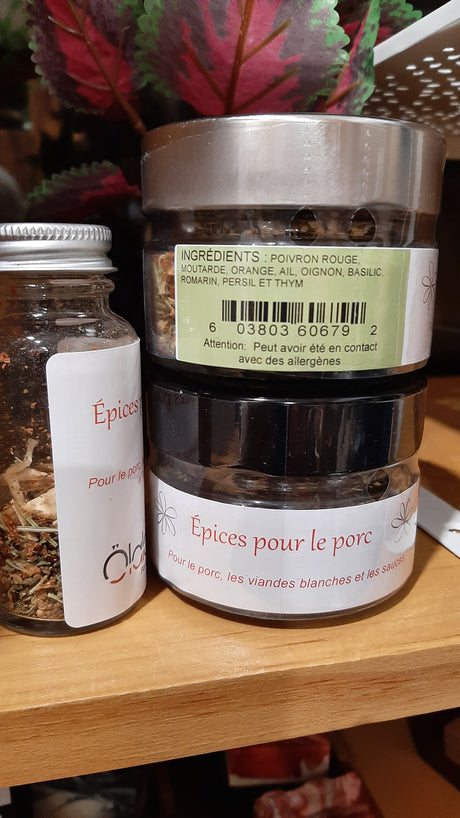 INGRÉDIENTS : POIVRON ROUGE,
MOUTARDE, ORANGE, AIL, OIGNON, BASILIC,
ROMARIN, PERSIL ET THYM
6 03803 60679 2
Attention: Peut avoir été en contact
avec des allergènes
Épices
Pour le porc
Épices pour le porc
Pour le porc, les viandes blanches et les sauces